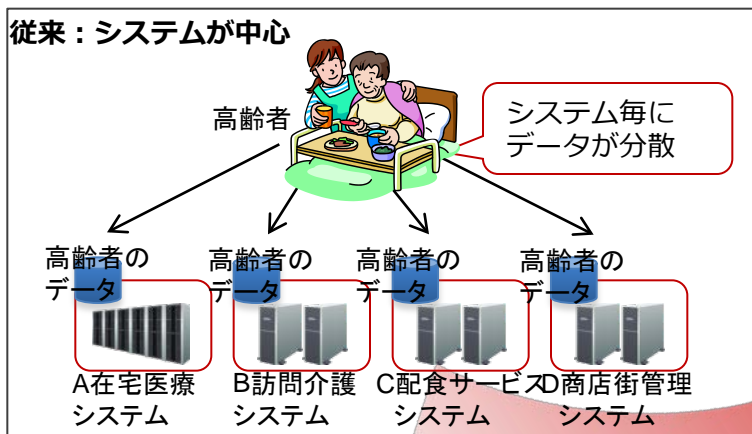 従来：システムが中心
高齢者
システム毎に
データが分散
高齢者の
データ
高齢者の
データ
高齢者の
データ
高齢者の
データ
A在宅医療
システム
B訪問介護
システム
C配食サービス
システム
D商店街管理
システム